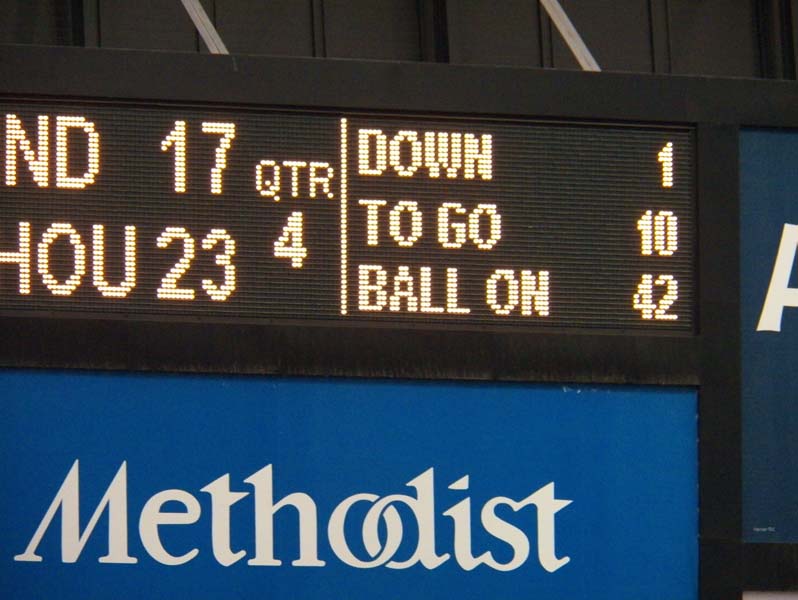 ND 17 QTR
HOU 23 4
DOWN 1
TO GO 10
BALL ON 42
Methodist
A